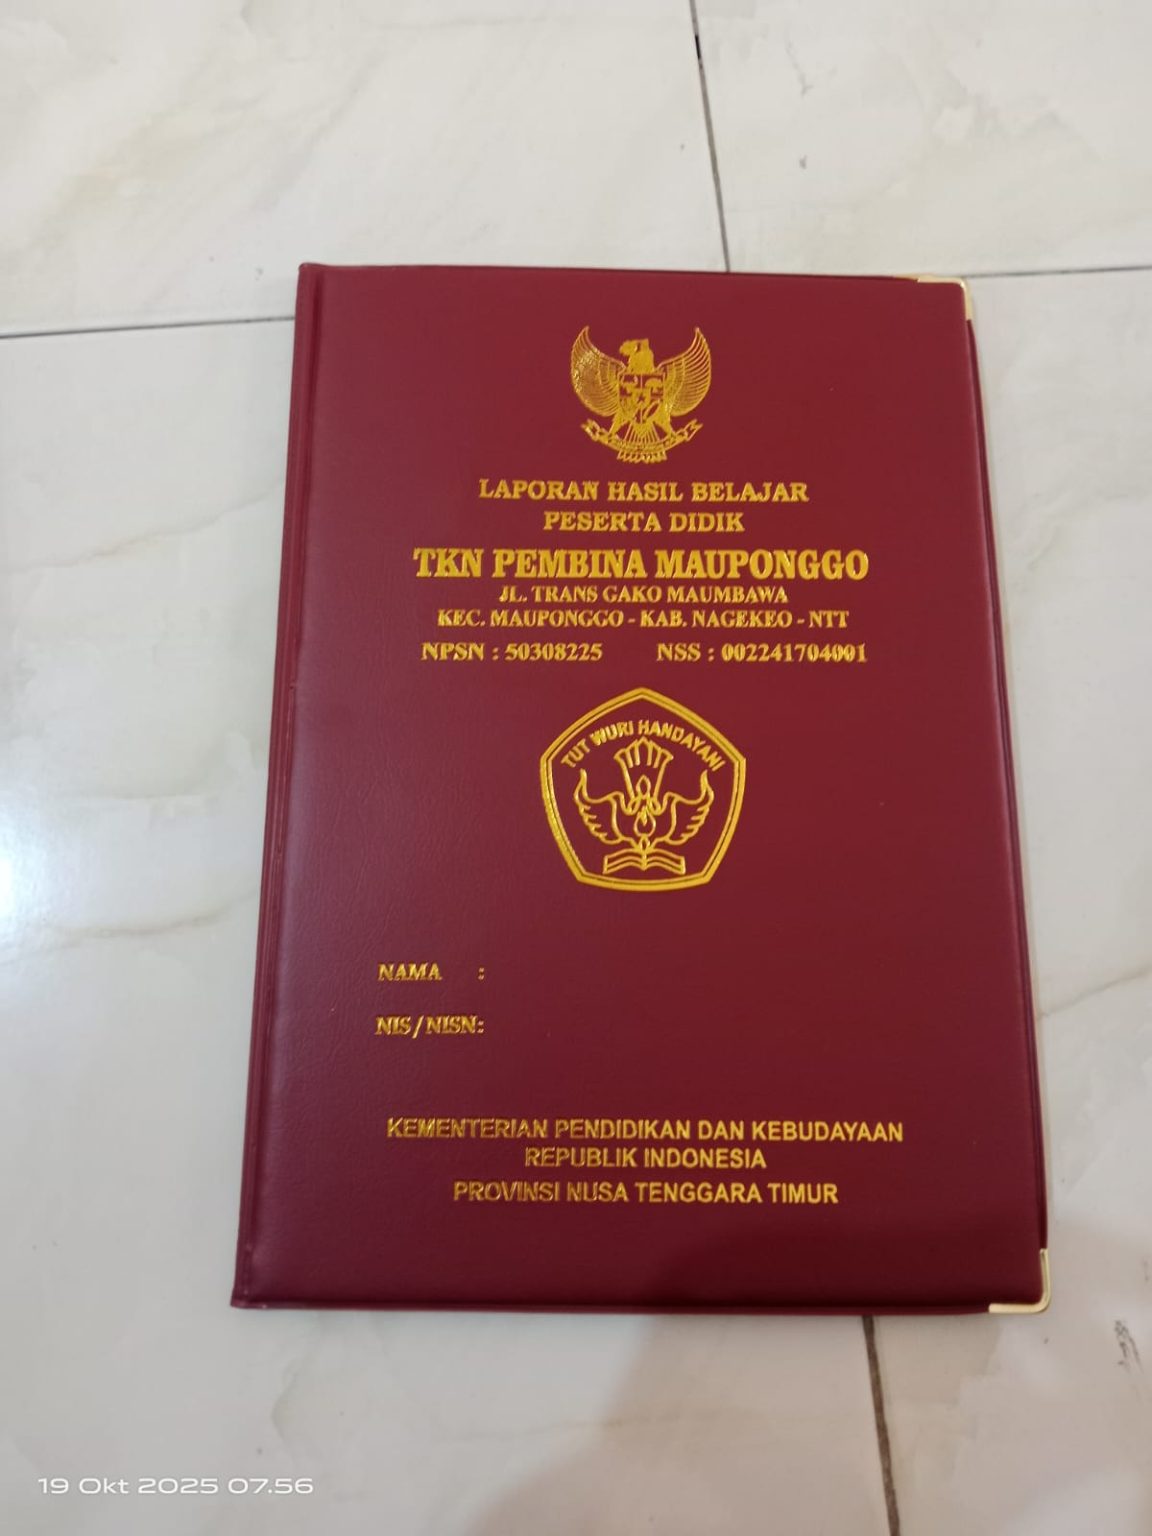 LAPORAN HASIL BELAJAR
PESERTA DIDIK
TKN PEMBINA MAUPONGGO
JL. TRANS GAKO MAUMBAWA
KEC. MAUPONGGO - KAB. NAGEKEO - NTT
NPSN : 50308225 NSS : 002241704001
TUT WURI HANDAYANI
NAMA :
NIS/NISN:
KEMENTERIAN PENDIDIKAN DAN KEBUDAYAAN
REPUBLIK INDONESIA
PROVINSI NUSA TENGGARA TIMUR
19 Okt 2025 07.56